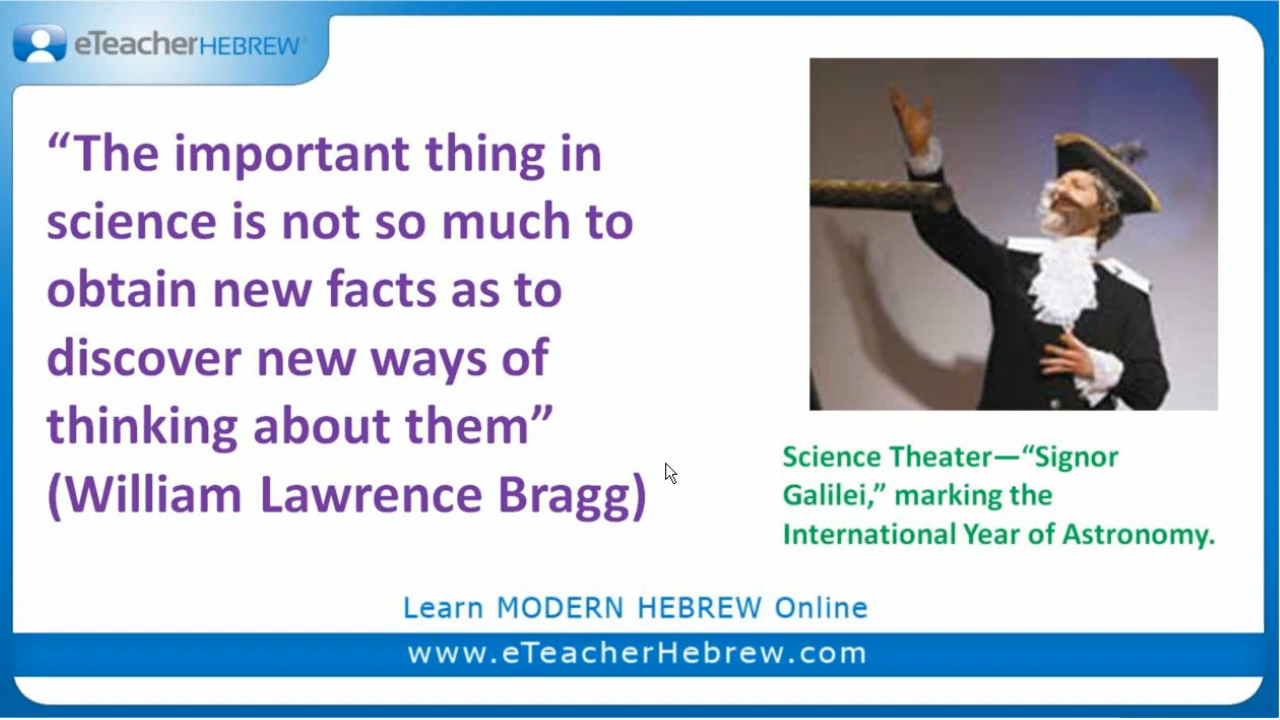 eTeacherHEBREW
“The important thing in
science is not so much to
obtain new facts as to
discover new ways of
thinking about them”
(William Lawrence Bragg)
Science Theater—“Signor
Galilei,” marking the
International Year of Astronomy.
Learn MODERN HEBREW Online
www.eTeacherHebrew.com